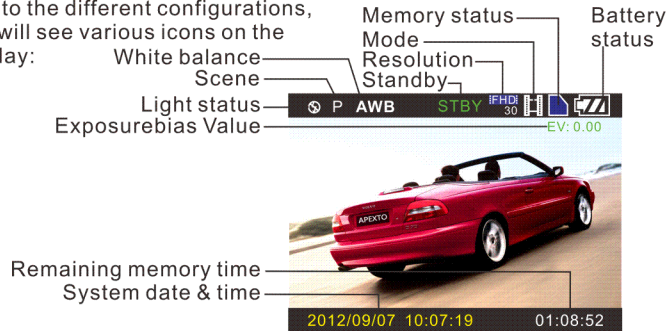 to the different configurations,
will see various icons on the
lay:
White balance
Scene
Light status
Exposurebias Value
Memory status
Mode
Resolution
Standby
Battery
status
P AWB STBY FHD
30
EV: 0.00
APEXTO
Remaining memory time
System date & time
2012/09/07 10:07:19 01:08:52